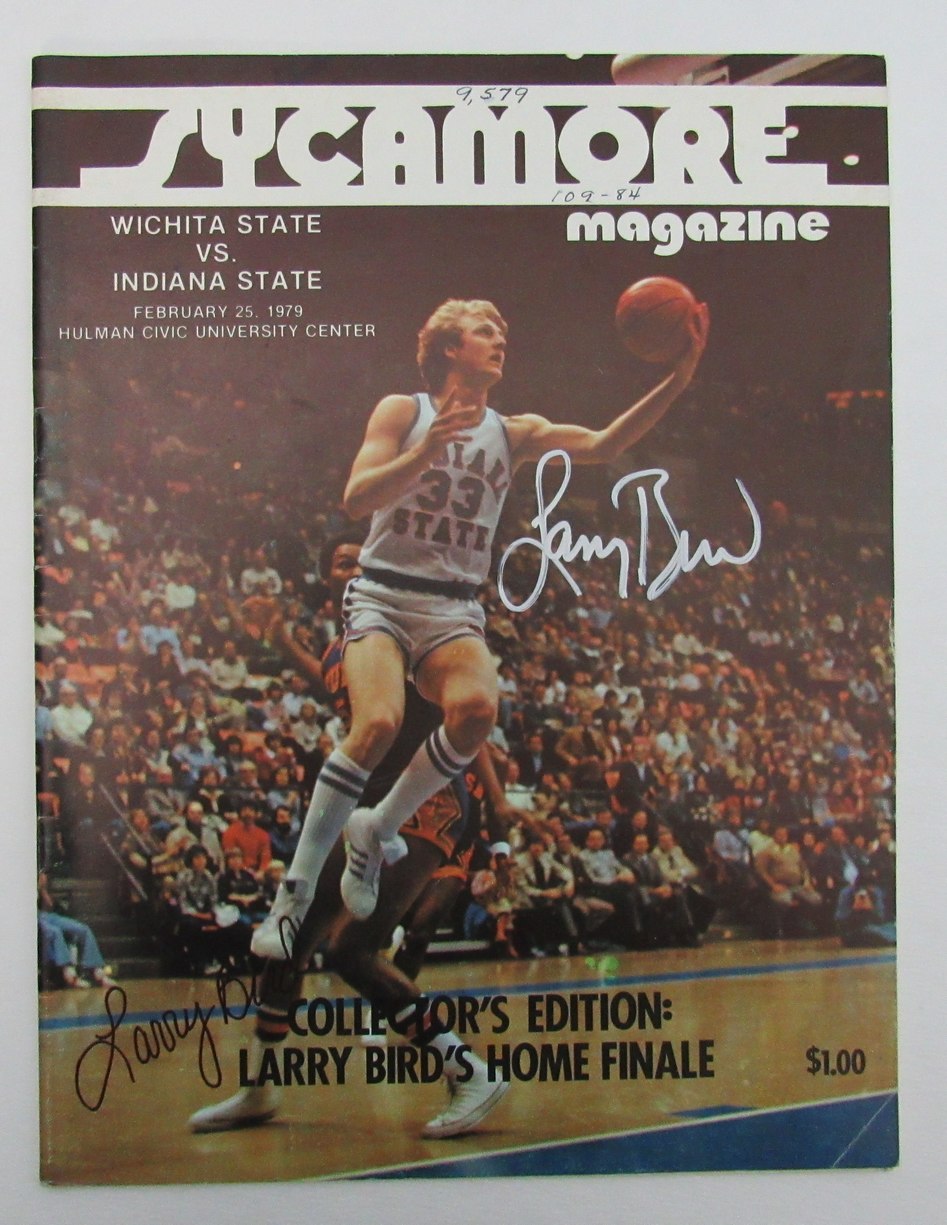 9,579
SYCAMORE
109-84
magazine
WICHITA STATE
VS.
INDIANA STATE
FEBRUARY 25, 1979
HULMAN CIVIC UNIVERSITY CENTER
33
STATE
Larry Bird
Larry Bird
COLLECTOR'S EDITION:
LARRY BIRD'S HOME FINALE
$1.00